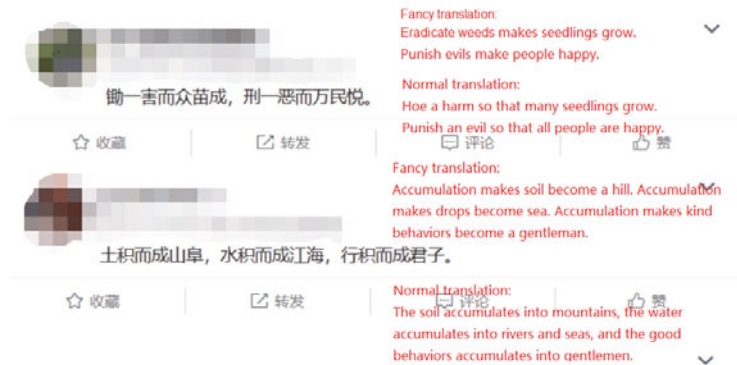 Fancy translation:
Eradicate weeds makes seedlings grow.
Punish evils make people happy.
Normal translation:
Hoe a harm so that many seedlings grow.
Punish an evil so that all people are happy.
锄一害而众苗成，刑一恶而万民悦。
收藏 转发 评论 赞
Fancy translation:
Accumulation makes soil become a hill. Accumulation
makes drops become sea. Accumulation makes kind
behaviors become a gentleman.
土积而成山阜，水积而成江海，行积而成君子。
收藏 转发 评论 赞
Normal translation:
The soil accumulates into mountains, the water
accumulates into rivers and seas, and the good
behaviors accumulates into gentlemen.